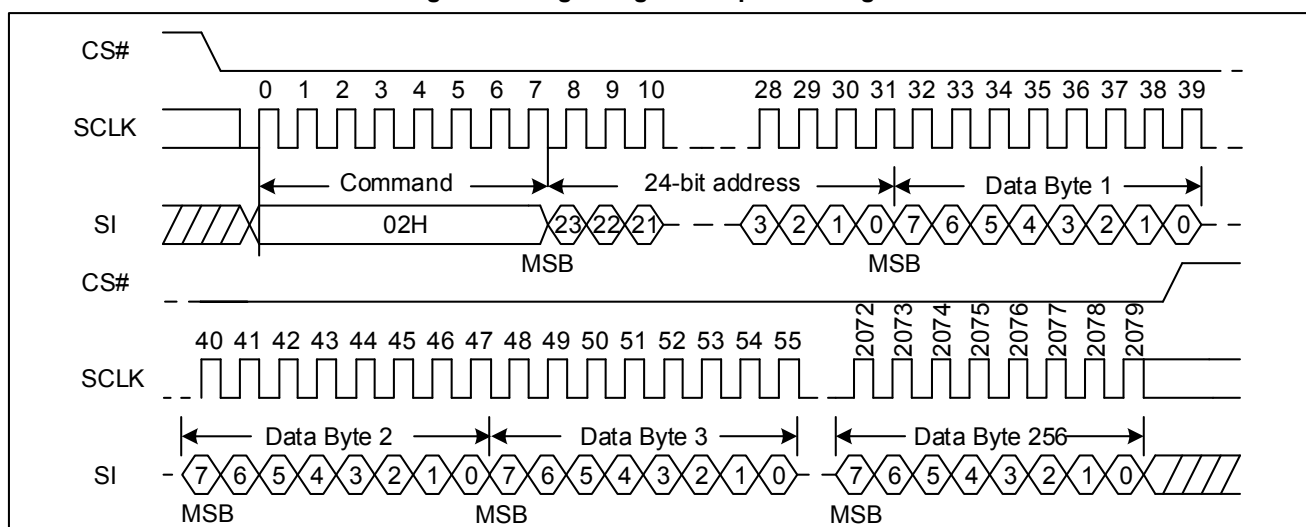 CS#
0 1 2 3 4 5 6 7 8 9 10 28 29 30 31 32 33 34 35 36 37 38 39
SCLK
Command 24-bit address Data Byte 1
SI 02H 23 22 21 3 2 1 0 7 6 5 4 3 2 1 0
MSB MSB
CS#
40 41 42 43 44 45 46 47 48 49 50 51 52 53 54 55 2072 2073 2074 2075 2076 2077 2078 2079
SCLK
Data Byte 2 Data Byte 3 Data Byte 256
SI 7 6 5 4 3 2 1 0 7 6 5 4 3 2 1 0 7 6 5 4 3 2 1 0
MSB MSB MSB